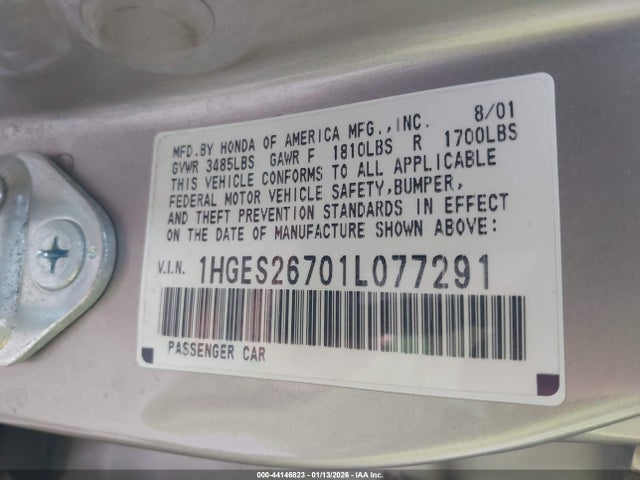 MFD. BY HONDA OF AMERICA MFG., INC. 8/01
GVWR 3485LBS GAWR F 1810LBS R 1700LBS
THIS VEHICLE CONFORMS TO ALL APPLICABLE
FEDERAL MOTOR VEHICLE SAFETY, BUMPER,
AND THEFT PREVENTION STANDARDS IN EFFECT
ON THE DATE OF MANUFACTURE SHOWN ABOVE:
V.I.N. 1HGES26701L077291
PASSENGER CAR
000-44146823 - 01/13/2026 - IAA Inc.